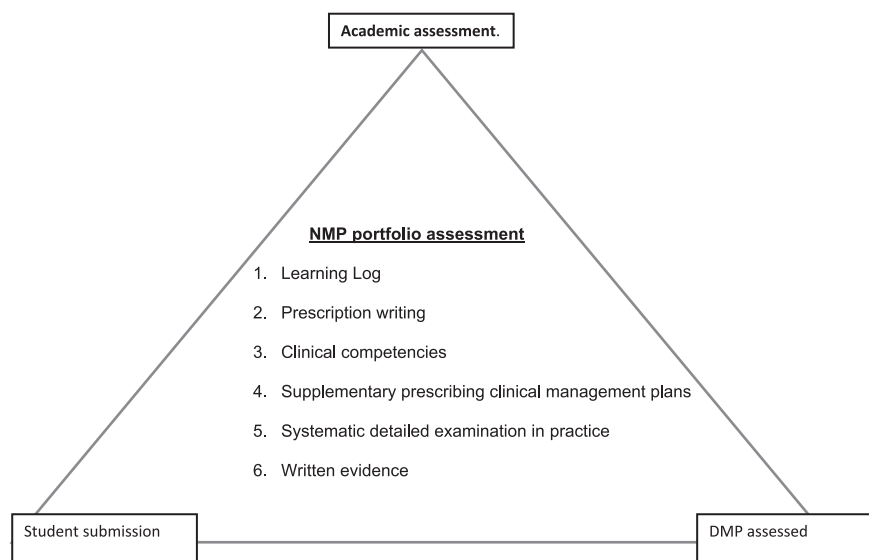 Academic assessment.
NMP portfolio assessment
1. Learning Log
2. Prescription writing
3. Clinical competencies
4. Supplementary prescribing clinical management plans
5. Systematic detailed examination in practice
6. Written evidence
Student submission
DMP assessed